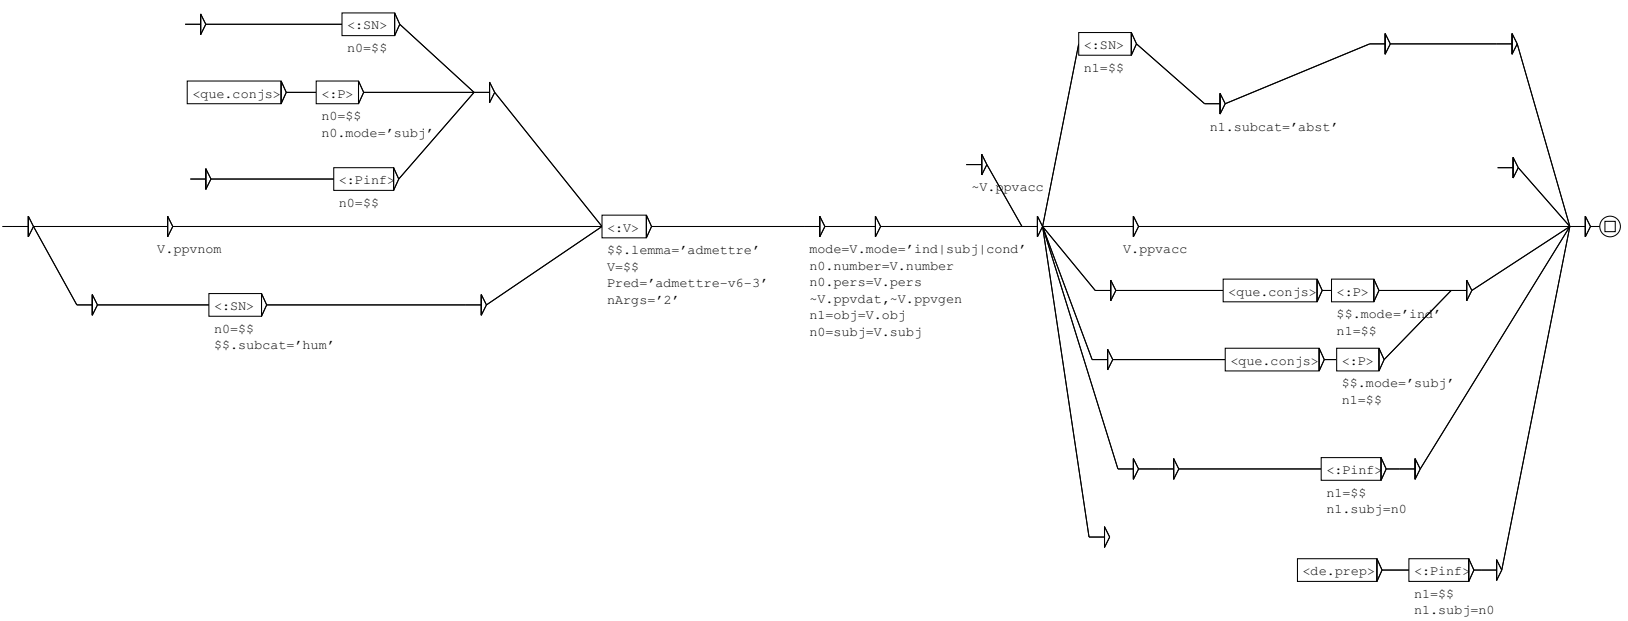 <:SN>
n0=$$
<que.conjs>
<:P>
n0=$$
n0.mode='subj'
<:Pinf>
n0=$$
V.ppvnom
<:SN>
n0=$$
$$.subcat='hum'
<:V>
$$.lemma='admettre'
V=$$
Pred='admettre-v6-3'
nArgs='2'
mode=V.mode='ind|subj|cond'
n0.number=V.number
n0.pers=V.pers
~V.ppvdat,~V.ppvgen
n1=obj=V.obj
n0=subj=V.subj
~V.ppvacc
<:SN>
n1=$$
n1.subcat='abst'
V.ppvacc
<que.conjs>
<:P>
$$.mode='ind'
n1=$$
<que.conjs>
<:P>
$$.mode='subj'
n1=$$
<:Pinf>
n1=$$
n1.subj=n0
<de.prep>
<:Pinf>
n1=$$
n1.subj=n0